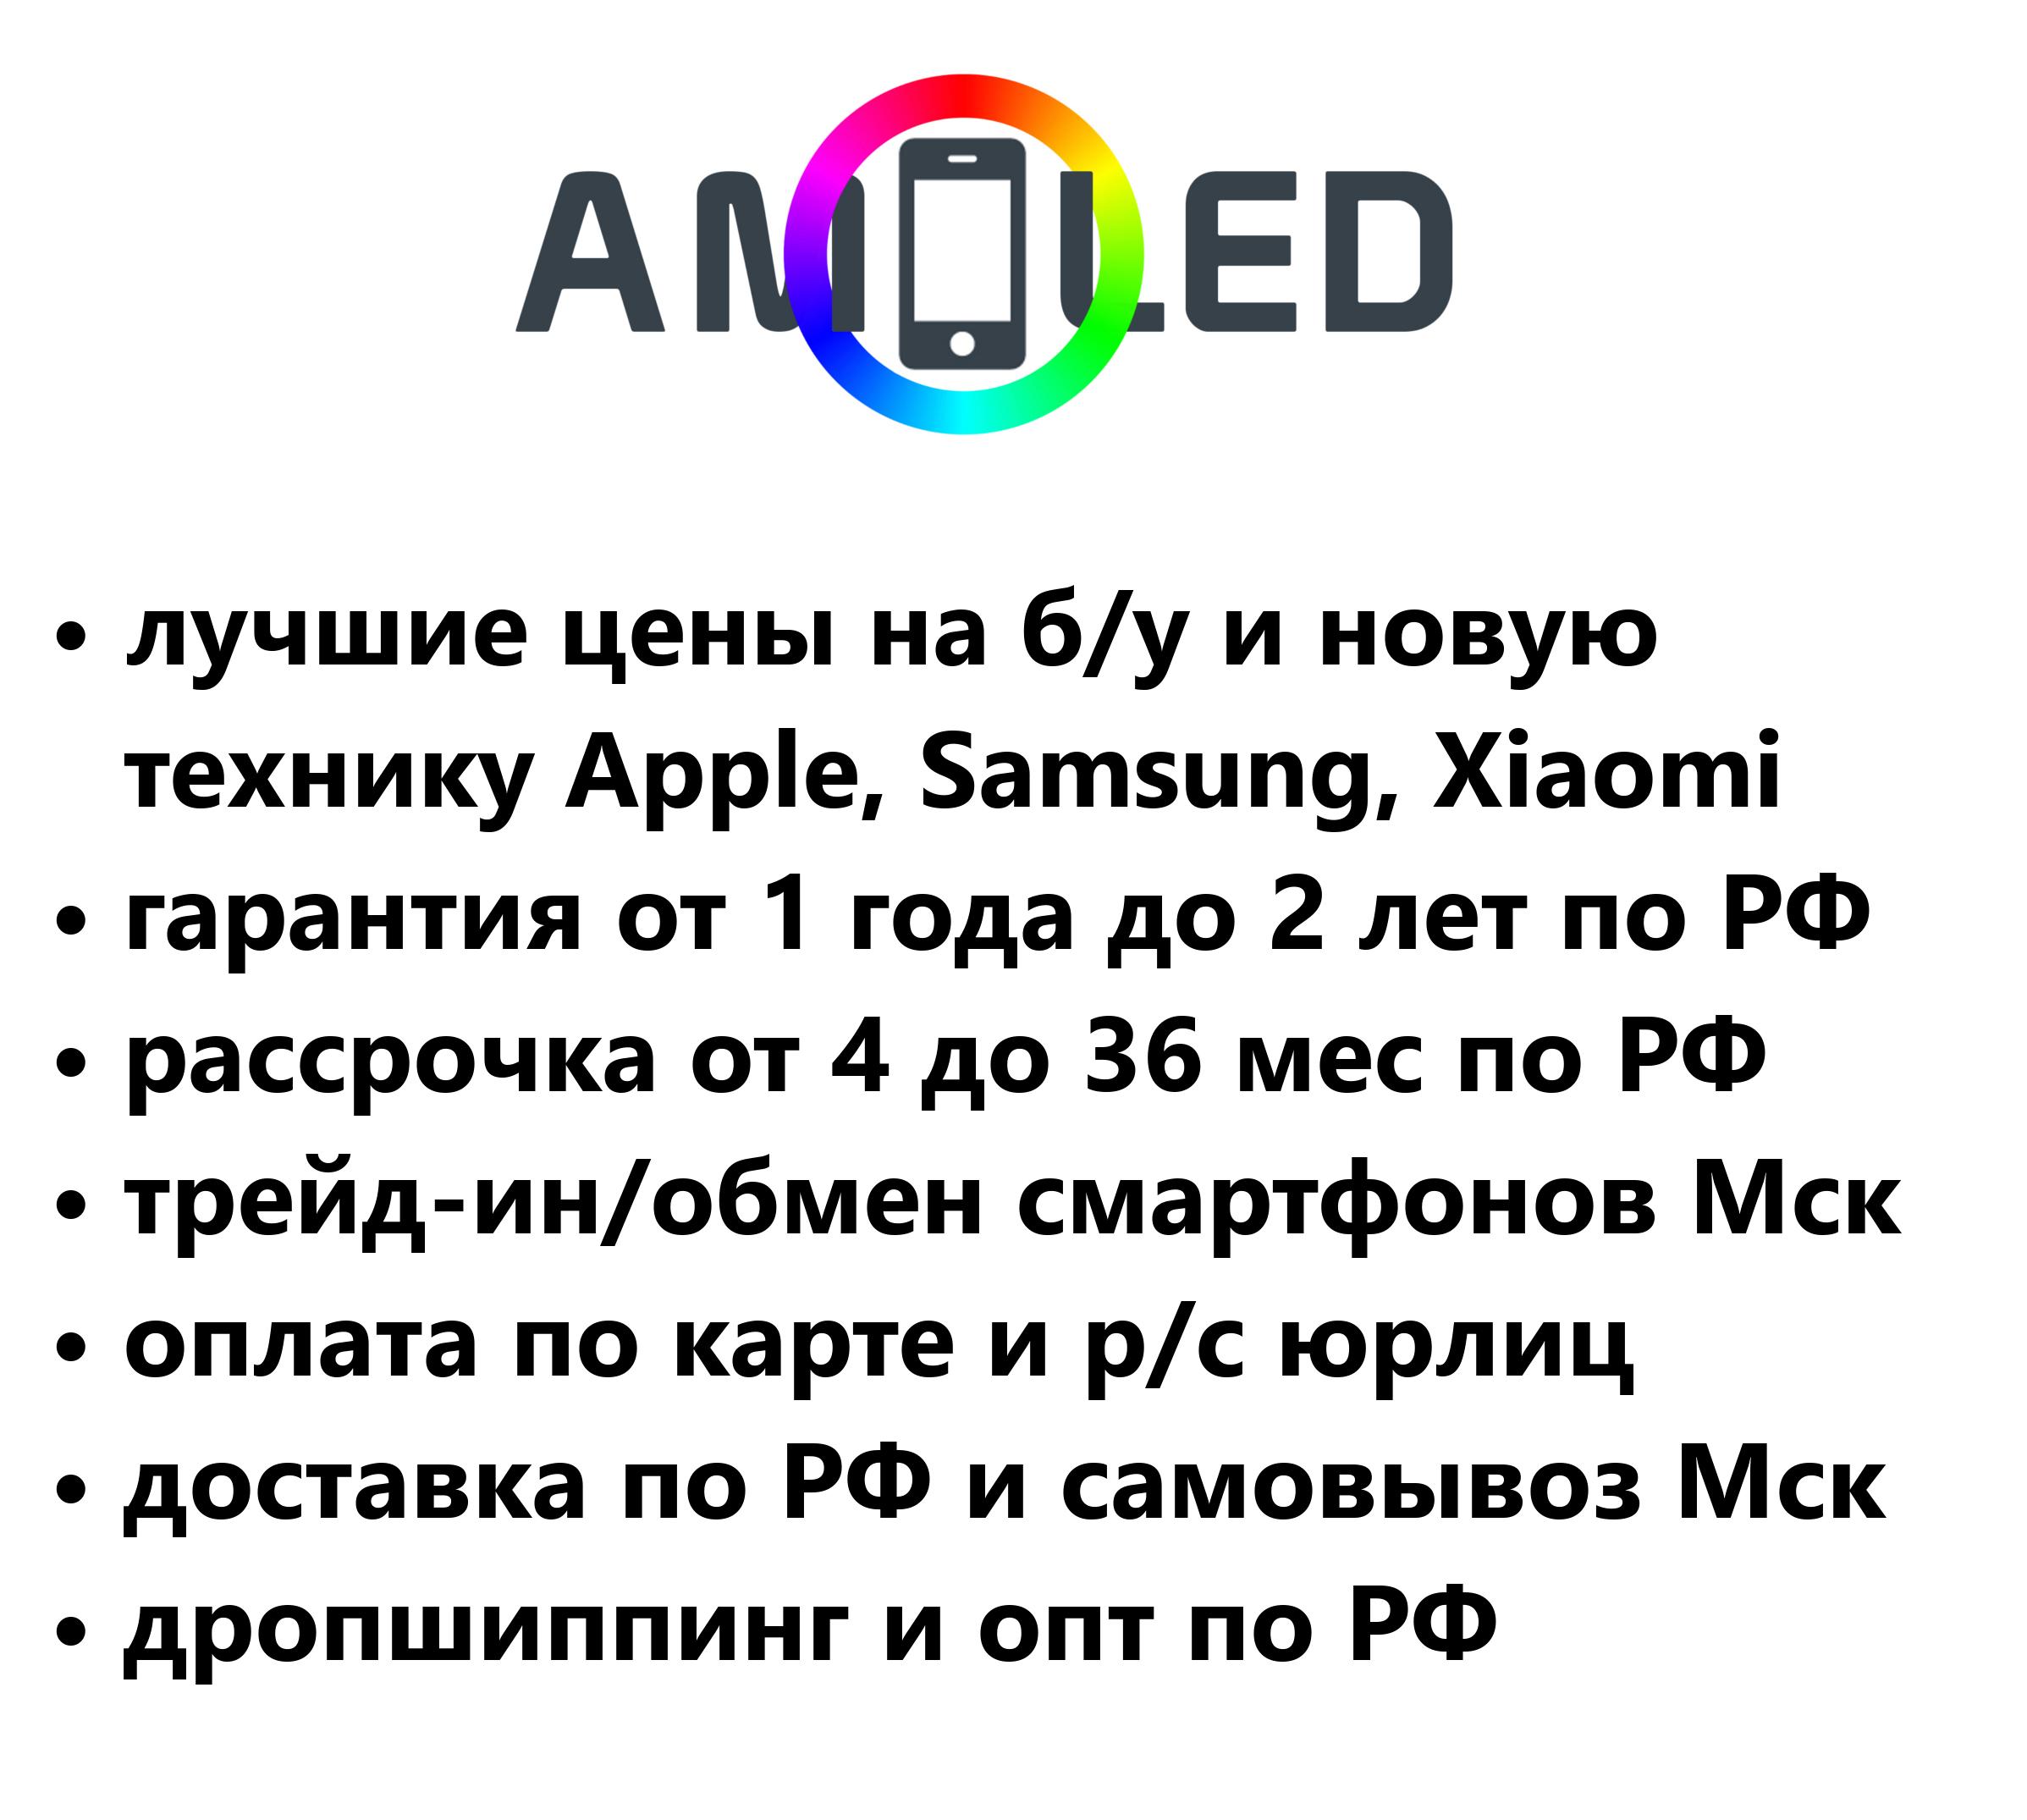 AMOLED
• лучшие цены на б/у и новую
технику Apple, Samsung, Xiaomi
• гарантия от 1 года до 2 лет по РФ
• рассрочка от 4 до 36 мес по РФ
• трейд-ин/обмен смартфонов Мск
• оплата по карте и р/с юрлиц
• доставка по РФ и самовывоз Мск
• дропшиппинг и опт по РФ